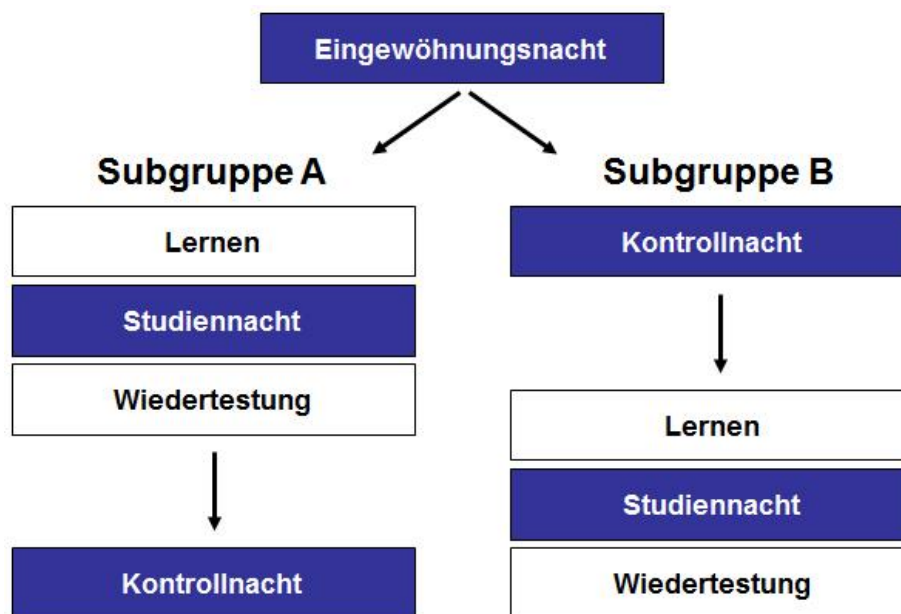 Eingewöhnungsnacht
Subgruppe A
Lernen
Studiennacht
Wiedertestung
Kontrollnacht
Subgruppe B
Kontrollnacht
Lernen
Studiennacht
Wiedertestung